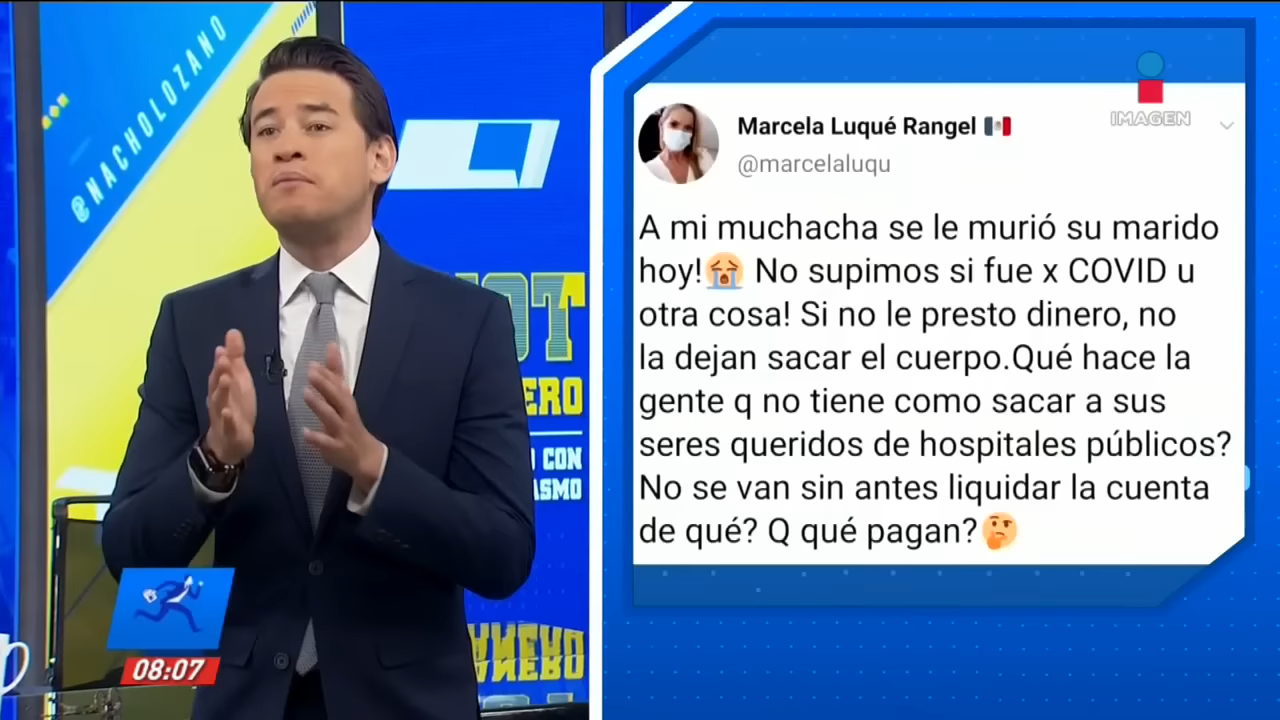 @NACHOLOZANO
IMAGEN
Marcela Luqué Rangel
@marcelaluqu
A mi muchacha se le murió su marido
hoy!😭 No supimos si fue x COVID u
otra cosa! Si no le presto dinero, no
la dejan sacar el cuerpo.Qué hace la
gente q no tiene como sacar a sus
seres queridos de hospitales públicos?
No se van sin antes liquidar la cuenta
de qué? Q qué pagan?🤔
ERO
CON
ASMO
08:07